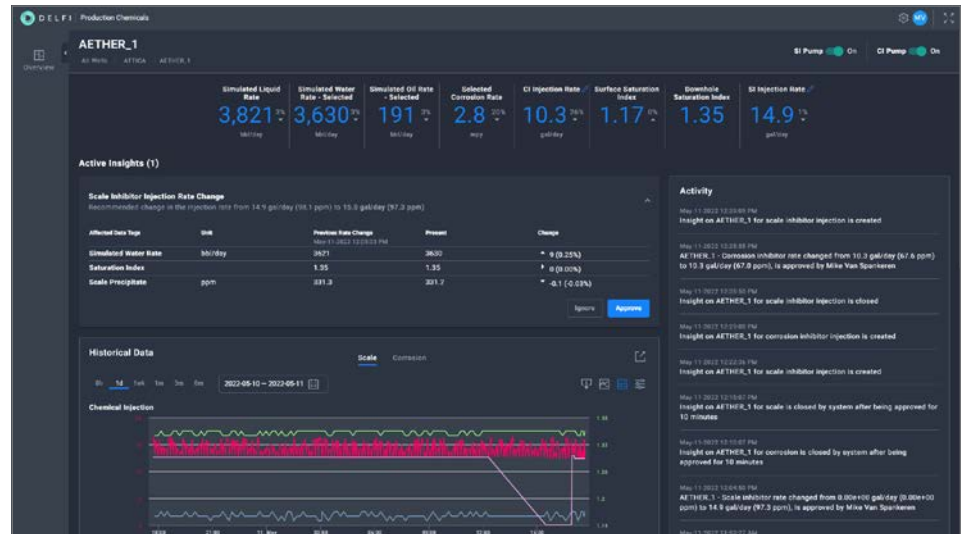 DELFI Production Chemicals
MV
Overview
AETHER_1
All Wells ATTICA AETHER_1
SI Pump On CI Pump On
Simulated Liquid Rate
3,821
bbl/day
Simulated Water Rate - Selected
3,630
bbl/day
Simulated Oil Rate - Selected
191
bbl/day
Selected Corrosion Rate
2.8 20%
mpy
CI Injection Rate
10.3
gal/day
Surface Saturation Index
1.17
Downhole Saturation Index
1.35
SI Injection Rate
14.9 1%
gal/day
Active Insights (1)
Scale Inhibitor Injection Rate Change
Recommended change in the injection rate from 14.9 gal/day (98.1 ppm) to 15.0 gal/day (97.3 ppm)
Affected Data Tags Unit Previous Rate Change Present Change
Simulated Water Rate bbl/day 3621 3630 9 (0.25%)
Saturation Index 1.35 1.35 0 (0.00%)
Scale Precipitate ppm 331.3 331.2 -0.1 (-0.03%)
Ignore Approve
Historical Data
Scale Corrosion
1d 1wk 1m 3m 6m 2022-05-10 ~ 2022-05-11
Chemical Injection
Activity
Insight on AETHER_1 for scale inhibitor injection is created
AETHER_1 - Corrosion inhibitor rate changed from 10.3 gal/day (67.6 ppm)
to 10.3 gal/day (67.8 ppm), is approved by Mike Van Spankeren
Insight on AETHER_1 for scale inhibitor injection is closed
Insight on AETHER_1 for corrosion inhibitor injection is created
Insight on AETHER_1 for scale inhibitor injection is created
Insight on AETHER_1 for scale is closed by system after being approved for
10 minutes
Insight on AETHER_1 for corrosion is closed by system after being
approved for 10 minutes
AETHER_1 - Scale inhibitor rate changed from 0.00e+00 gal/day (0.00e+00
ppm) to 14.9 gal/day (97.3 ppm), is approved by Mike Van Spankeren